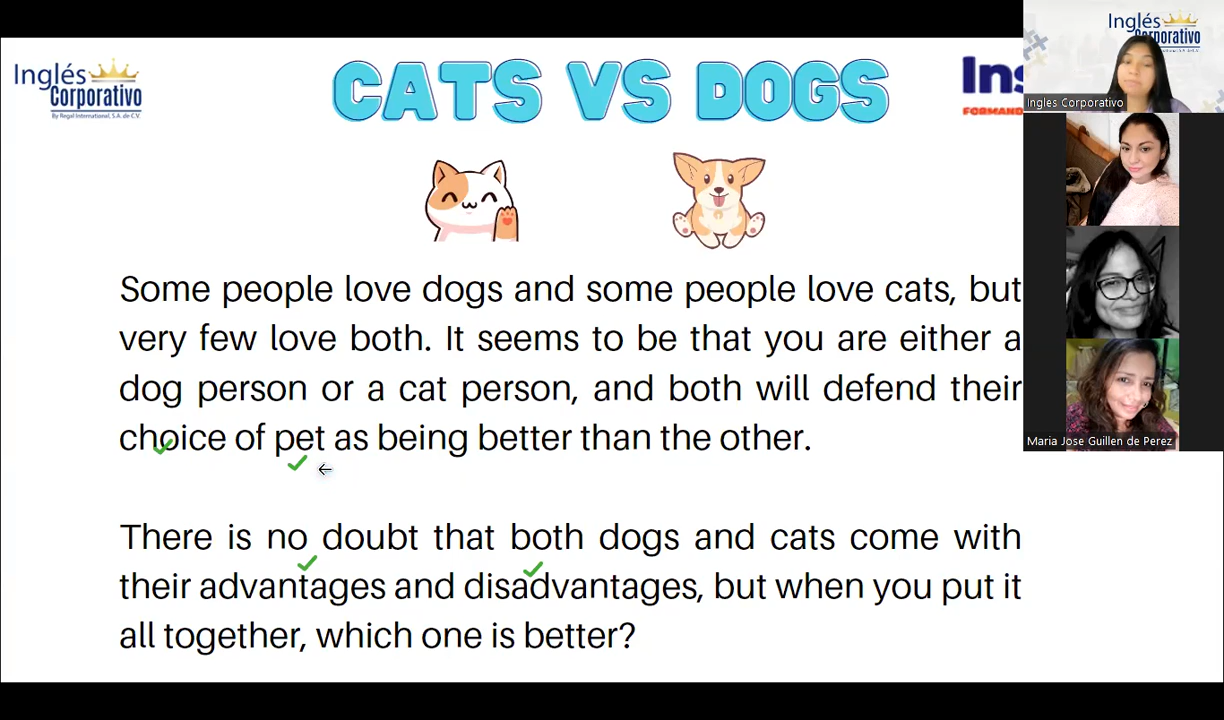 Inglés
Corporativo
By Regal International, S.A. de C.V.
CATS VS DOGS
Ins
FORMANDO
Some people love dogs and some people love cats, but
very few love both. It seems to be that you are either a
dog person or a cat person, and both will defend their
choice of pet as being better than the other.
There is no doubt that both dogs and cats come with
their advantages and disadvantages, but when you put it
all together, which one is better?
Inglés
Corporativo
Ingles Corporativo
Maria Jose Guillen de Perez